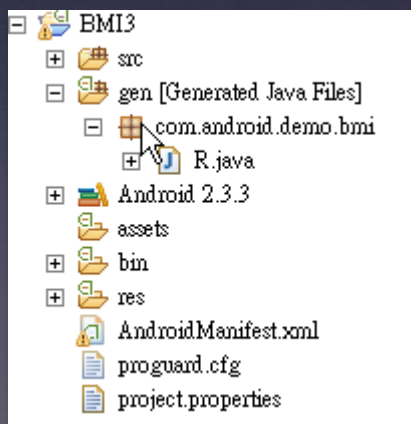 BMI3
src
gen [Generated Java Files]
com.android.demo.bmi
R.java
Android 2.3.3
assets
bin
res
AndroidManifest.xml
proguard.cfg
project.properties